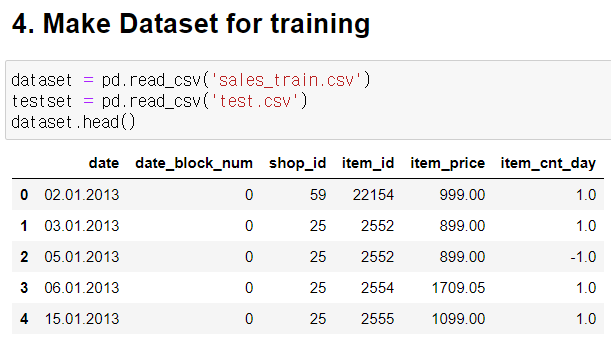 4. Make Dataset for training
dataset = pd.read_csv('sales_train.csv')
testset = pd.read_csv('test.csv')
dataset.head()
date date_block_num shop_id item_id item_price item_cnt_day
0 02.01.2013 0 59 22154 999.00 1.0
1 03.01.2013 0 25 2552 899.00 1.0
2 05.01.2013 0 25 2552 899.00 -1.0
3 06.01.2013 0 25 2554 1709.05 1.0
4 15.01.2013 0 25 2555 1099.00 1.0